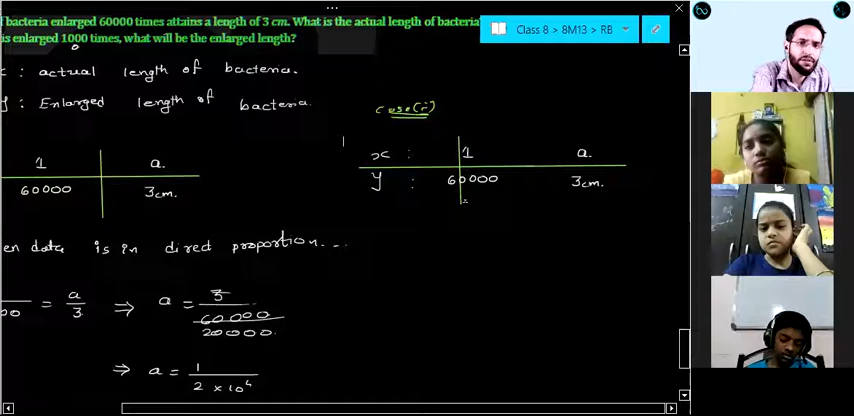 bacteria enlarged 60000 times attains a length of 3 cm. What is the actual length of bacteria
is enlarged 1000 times, what will be the enlarged length?
Class 8 > 8M13 > RB
: actual length of bacteria.
: Enlarged length of bacteria.
case(i)
1 a.
60000 3cm.
x : 1 a.
y : 60000 3cm.
en data is in direct proportion...
00 = a/3 ⇒ a = 3/60000
20000.
⇒ a = 1/2 × 10⁴